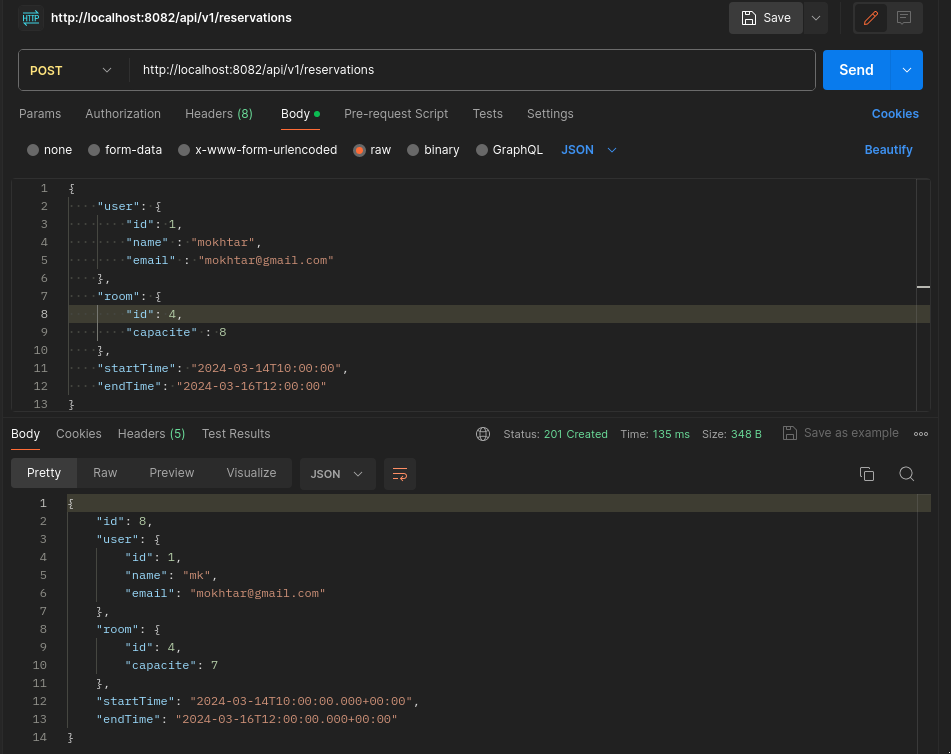 HTTP http://localhost:8082/api/v1/reservations Save
POST http://localhost:8082/api/v1/reservations Send
Params Authorization Headers (8) Body Pre-request Script Tests Settings Cookies
none form-data x-www-form-urlencoded raw binary GraphQL JSON Beautify
1 {
2 "user": {
3 "id": 1,
4 "name" : "mokhtar",
5 "email" : "mokhtar@gmail.com"
6 },
7 "room": {
8 "id": 4,
9 "capacite" : 8
10 },
11 "startTime": "2024-03-14T10:00:00",
12 "endTime": "2024-03-16T12:00:00"
13 }
Body Cookies Headers (5) Test Results Status: 201 Created Time: 135 ms Size: 348 B Save as example
Pretty Raw Preview Visualize JSON
1 {
2 "id": 8,
3 "user": {
4 "id": 1,
5 "name": "mk",
6 "email": "mokhtar@gmail.com"
7 },
8 "room": {
9 "id": 4,
10 "capacite": 7
11 },
12 "startTime": "2024-03-14T10:00:00.000+00:00",
13 "endTime": "2024-03-16T12:00:00.000+00:00"
14 }